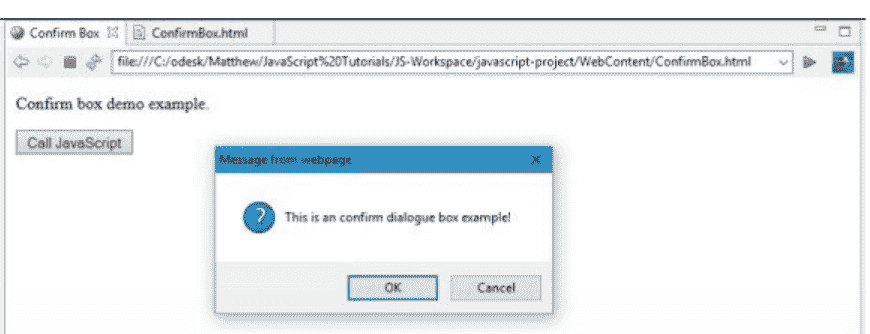 Confirm Box ConfirmBox.html
file:///C:/odesk/Matthew/JavaScript%20Tutorials/JS-Workspace/javascript-project/WebContent/ConfirmBox.html
Confirm box demo example.
Call JavaScript
Message from webpage
This is an confirm dialogue box example!
OK Cancel